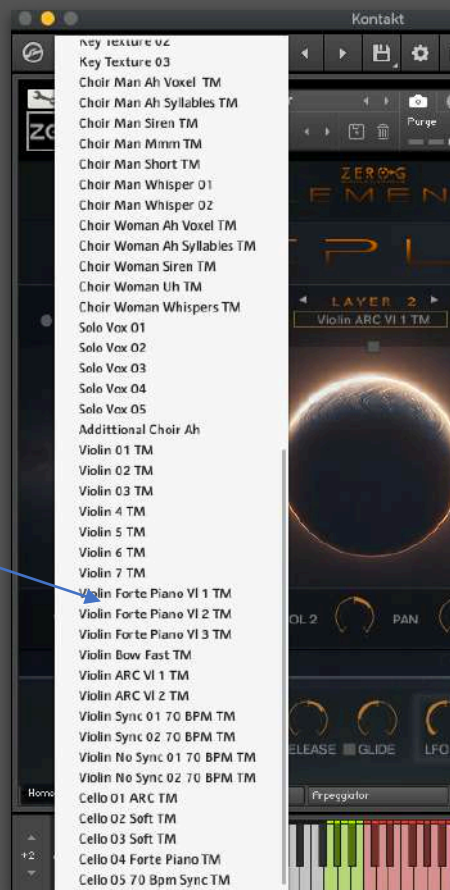 Kontakt
Key Texture 02
Key Texture 03
Choir Man Ah Voxel TM
Choir Man Ah Syllables TM
Choir Man Siren TM
Choir Man Mmm TM
Choir Man Short TM
Choir Man Whisper 01
Choir Man Whisper 02
Choir Woman Ah Voxel TM
Choir Woman Ah Syllables TM
Choir Woman Siren TM
Choir Woman Uh TM
Choir Woman Whispers TM
Solo Vox 01
Solo Vox 02
Solo Vox 03
Solo Vox 04
Solo Vox 05
Addittional Choir Ah
Violin 01 TM
Violin 02 TM
Violin 03 TM
Violin 4 TM
Violin 5 TM
Violin 6 TM
Violin 7 TM
Violin Forte Piano Vl 1 TM
Violin Forte Piano Vl 2 TM
Violin Forte Piano Vl 3 TM
Violin Bow Fast TM
Violin ARC Vl 1 TM
Violin ARC Vl 2 TM
Violin Sync 01 70 BPM TM
Violin Sync 02 70 BPM TM
Violin No Sync 01 70 BPM TM
Violin No Sync 02 70 BPM TM
Cello 01 ARC TM
Cello 02 Soft TM
Cello 03 Soft TM
Cello 04 Forte Piano TM
Cello 05 70 Bpm Sync TM
Purge
ZERO-G
EMEN
PL
LAYER 2
Violin ARC Vl 1 TM
OL 2 PAN
ELEASE GLIDE LFO
Home Arpeggiator
+2